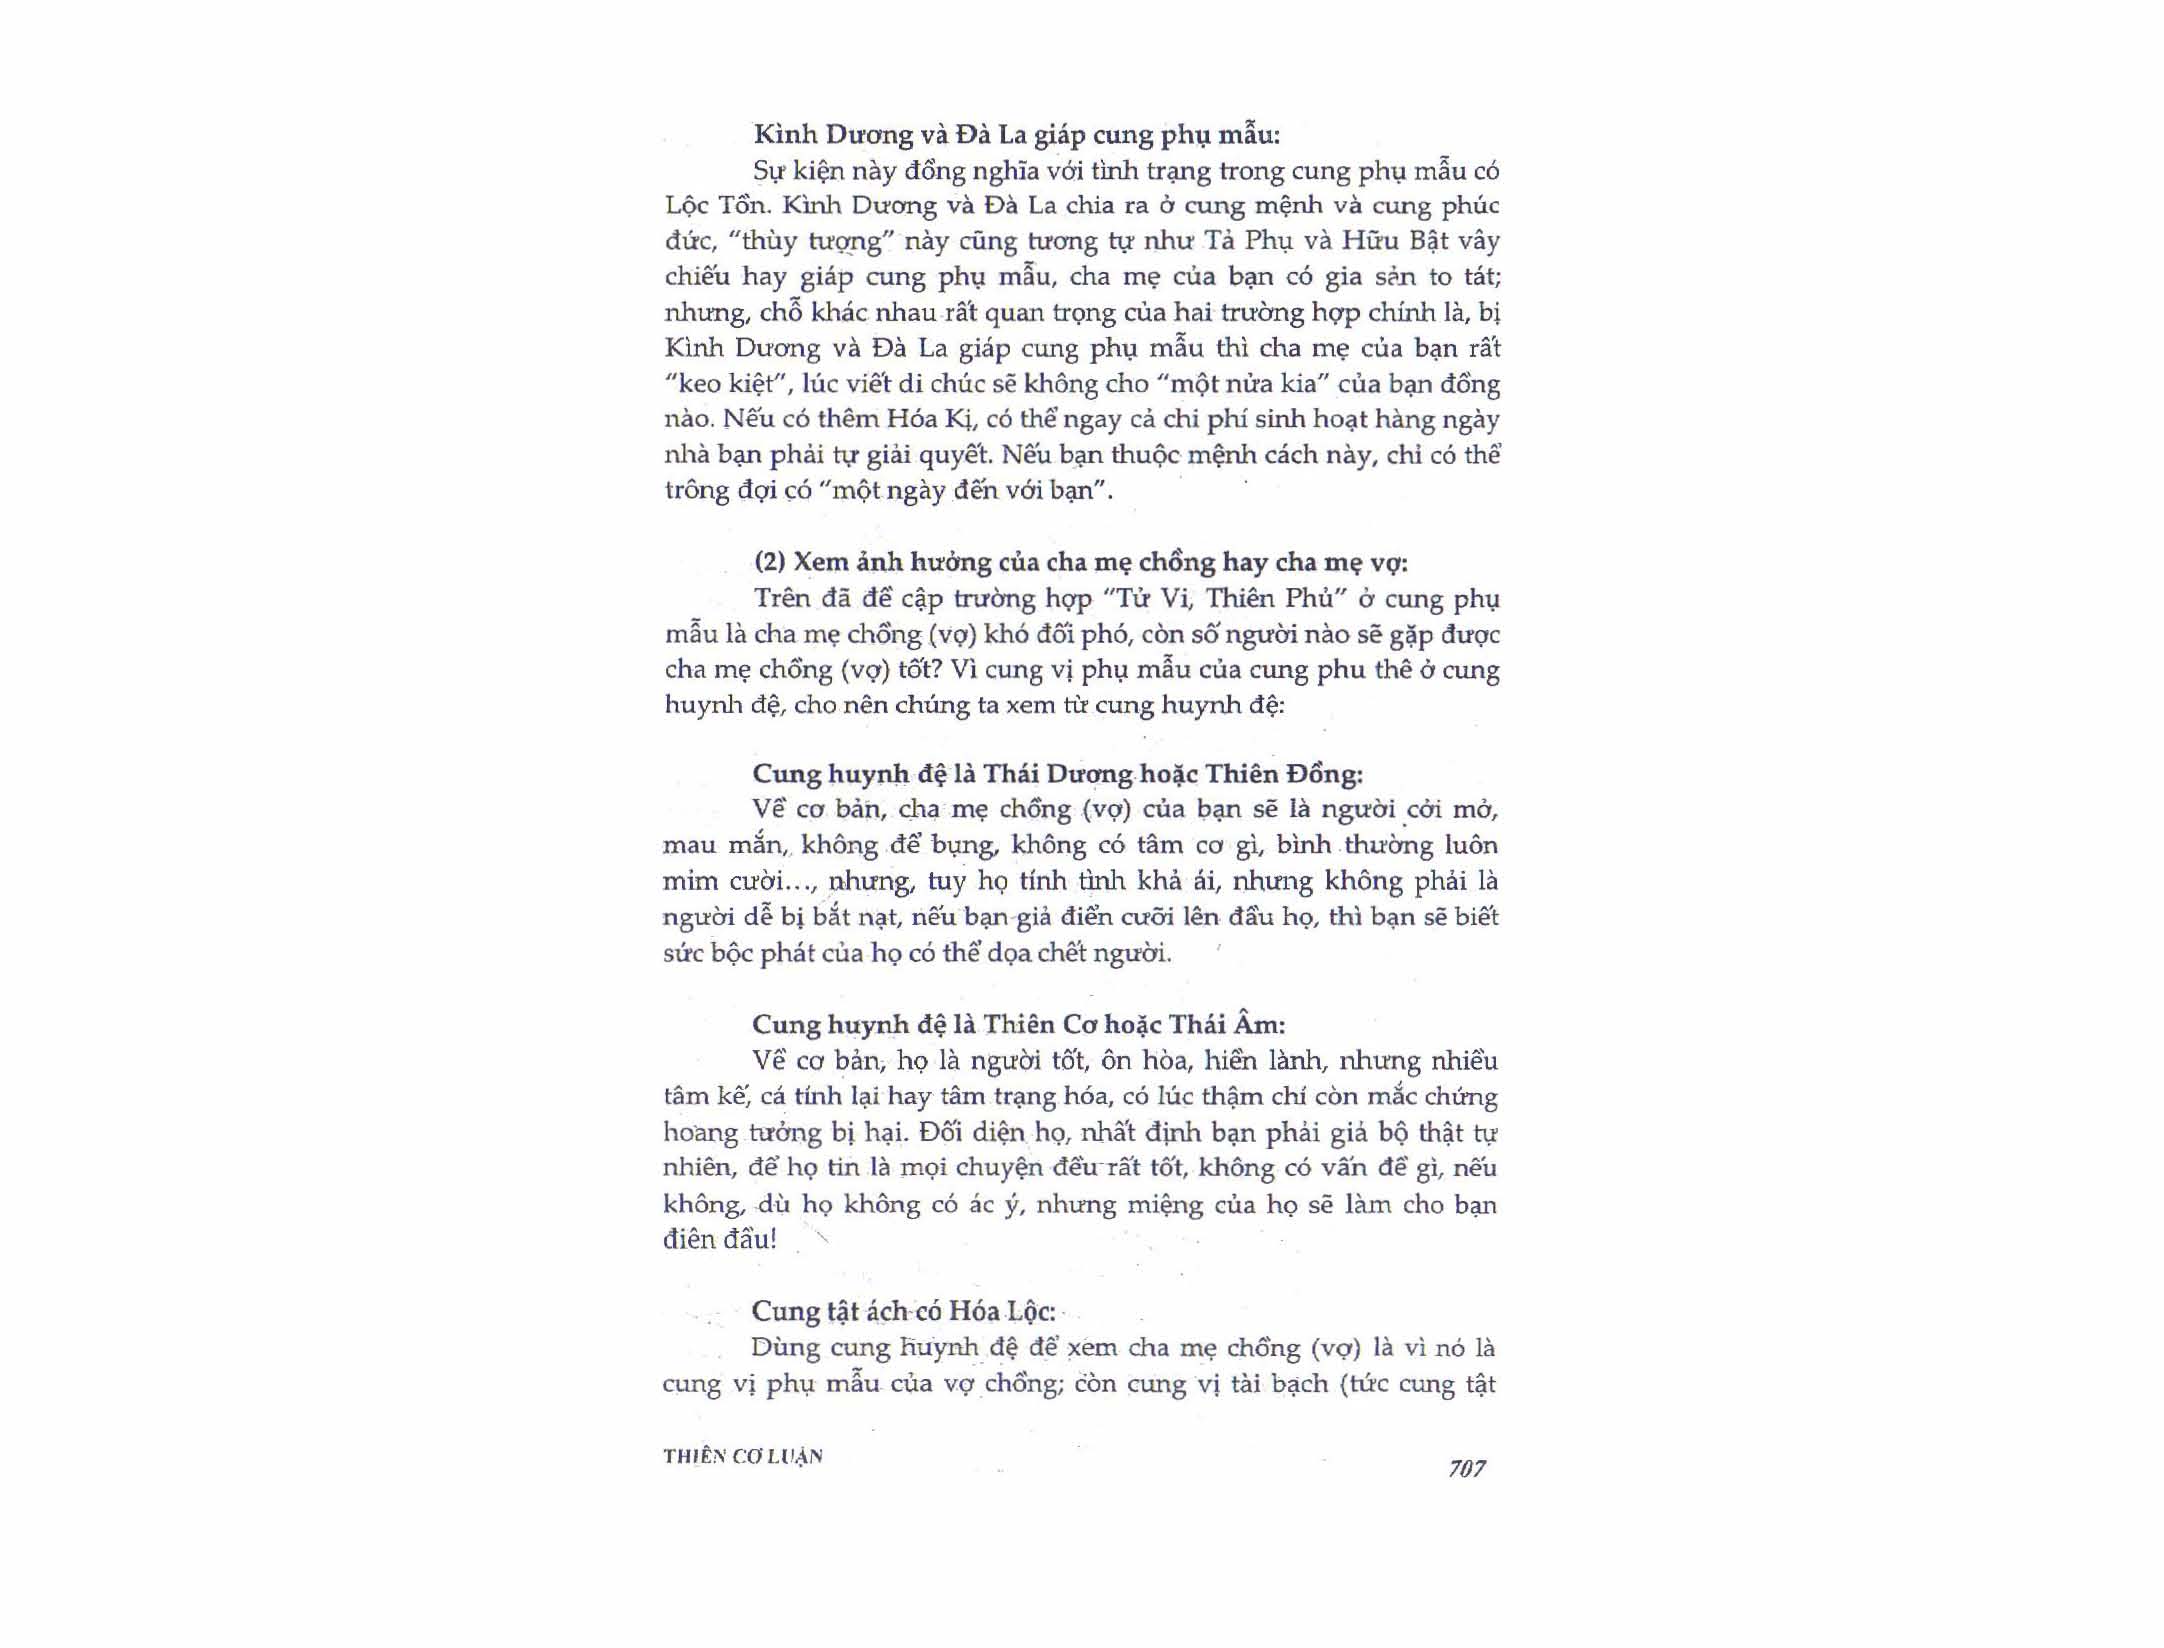 Kình Dương và Đà La giáp cung phụ mẫu:
Sự kiện này đồng nghĩa với tình trạng trong cung phụ mẫu có
Lộc Tồn. Kình Dương và Đà La chia ra ở cung mệnh và cung phúc
đức, "thùy tượng" này cũng tương tự như Tả Phụ và Hữu Bật vây
chiếu hay giáp cung phụ mẫu, cha mẹ của bạn có gia sản to tát;
nhưng, chỗ khác nhau rất quan trọng của hai trường hợp chính là, bị
Kình Dương và Đà La giáp cung phụ mẫu thì cha mẹ của bạn rất
"keo kiệt", lúc viết di chúc sẽ không cho "một nửa kia" của bạn đồng
nào. Nếu có thêm Hóa Kị, có thể ngay cả chi phí sinh hoạt hàng ngày
nhà bạn phải tự giải quyết. Nếu bạn thuộc mệnh cách này, chỉ có thể
trông đợi có "một ngày đến với bạn".
(2) Xem ảnh hưởng của cha mẹ chồng hay cha mẹ vợ:
Trên đã đề cập trường hợp "Tử Vi, Thiên Phủ" ở cung phụ
mẫu là cha mẹ chồng (vợ) khó đối phó, còn số người nào sẽ gặp được
cha mẹ chồng (vợ) tốt? Vì cung vị phụ mẫu của cung phu thê ở cung
huynh đệ, cho nên chúng ta xem từ cung huynh đệ:
Cung huynh đệ là Thái Dương hoặc Thiên Đồng:
Về cơ bản, cha mẹ chồng (vợ) của bạn sẽ là người cởi mở,
mau mắn, không để bụng, không có tâm cơ gì, bình thường luôn
mỉm cười..., nhưng, tuy họ tính tình khả ái, nhưng không phải là
người dễ bị bắt nạt, nếu bạn giả điển cưỡi lên đầu họ, thì bạn sẽ biết
sức bộc phát của họ có thể dọa chết người.
Cung huynh đệ là Thiên Cơ hoặc Thái Âm:
Về cơ bản, họ là người tốt, ôn hòa, hiền lành, nhưng nhiều
tâm kế, cá tính lại hay tâm trạng hóa, có lúc thậm chí còn mắc chứng
hoang tưởng bị hại. Đối diện họ, nhất định bạn phải giả bộ thật tự
nhiên, để họ tin là mọi chuyện đều rất tốt, không có vấn đề gì, nếu
không, dù họ không có ác ý, nhưng miệng của họ sẽ làm cho bạn
điên đầu!
Cung tật ách có Hóa Lộc:
Dùng cung huynh đệ để xem cha mẹ chồng (vợ) là vì nó là
cung vị phụ mẫu của vợ chồng; còn cung vị tài bạch (tức cung tật
THIÊN CƠ LUẬN
707